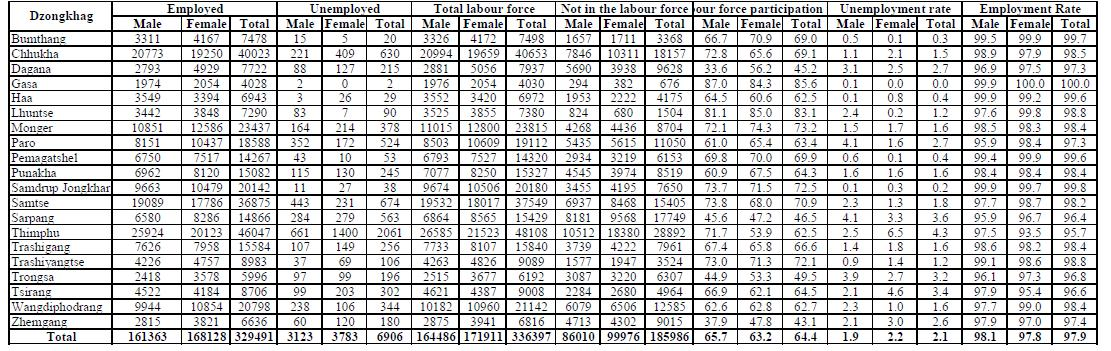 Dzongkhag Employed Unemployed Total labour force Not in the labour force our force participation Unemployment rate Employment Rate
Male Female Total Male Female Total Male Female Total Male Female Total Male Female Total Male Female Total Male Female Total
Bumthang 3311 4167 7478 15 5 20 3326 4172 7498 1657 1711 3368 66.7 70.9 69.0 0.5 0.1 0.3 99.5 99.9 99.7
Chhukha 20773 19250 40023 221 409 630 20994 19659 40653 7846 10311 18157 72.8 65.6 69.1 1.1 2.1 1.5 98.9 97.9 98.5
Dagana 2793 4929 7722 88 127 215 2881 5056 7937 5690 3938 9628 33.6 56.2 45.2 3.1 2.5 2.7 96.9 97.5 97.3
Gasa 1974 2054 4028 2 0 2 1976 2054 4030 294 382 676 87.0 84.3 85.6 0.1 0.0 0.0 99.9 100.0 100.0
Haa 3549 3394 6943 3 26 29 3552 3420 6972 1953 2222 4175 64.5 60.6 62.5 0.1 0.8 0.4 99.9 99.2 99.6
Lhuntse 3442 3848 7290 83 7 90 3525 3855 7380 824 680 1504 81.1 85.0 83.1 2.4 0.2 1.2 97.6 99.8 98.8
Monger 10851 12586 23437 164 214 378 11015 12800 23815 4268 4436 8704 72.1 74.3 73.2 1.5 1.7 1.6 98.5 98.3 98.4
Paro 8151 10437 18588 352 172 524 8503 10609 19112 5435 5615 11050 61.0 65.4 63.4 4.1 1.6 2.7 95.9 98.4 97.3
Pemagatshel 6750 7517 14267 43 10 53 6793 7527 14320 2934 3219 6153 69.8 70.0 69.9 0.6 0.1 0.4 99.4 99.9 99.6
Punakha 6962 8120 15082 115 130 245 7077 8250 15327 4545 3974 8519 60.9 67.5 64.3 1.6 1.6 1.6 98.4 98.4 98.4
Samdrup Jongkhar 9663 10479 20142 11 27 38 9674 10506 20180 3455 4195 7650 73.7 71.5 72.5 0.1 0.3 0.2 99.9 99.7 99.8
Samtse 19089 17786 36875 443 231 674 19532 18017 37549 6937 8468 15405 73.8 68.0 70.9 2.3 1.3 1.8 97.7 98.7 98.2
Sarpang 6580 8286 14866 284 279 563 6864 8565 15429 8181 9568 17749 45.6 47.2 46.5 4.1 3.3 3.6 95.9 96.7 96.4
Thimphu 25924 20123 46047 661 1400 2061 26585 21523 48108 10512 18380 28892 71.7 53.9 62.5 2.5 6.5 4.3 97.5 93.5 95.7
Trashigang 7626 7958 15584 107 149 256 7733 8107 15840 3739 4222 7961 67.4 65.8 66.6 1.4 1.8 1.6 98.6 98.2 98.4
Trashiyangtse 4226 4757 8983 37 69 106 4263 4826 9089 1577 1947 3524 73.0 71.3 72.1 0.9 1.4 1.2 99.1 98.6 98.8
Trongsa 2418 3578 5996 97 99 196 2515 3677 6192 3087 3220 6307 44.9 53.3 49.5 3.9 2.7 3.2 96.1 97.3 96.8
Tsirang 4522 4184 8706 99 203 302 4621 4387 9008 2284 2680 4964 66.9 62.1 64.5 2.1 4.6 3.4 97.9 95.4 96.6
Wangdiphodrang 9944 10854 20798 238 106 344 10182 10960 21142 6079 6506 12585 62.6 62.8 62.7 2.3 1.0 1.6 97.7 99.0 98.4
Zhemgang 2815 3821 6636 60 120 180 2875 3941 6816 4713 4302 9015 37.9 47.8 43.1 2.1 3.0 2.6 97.9 97.0 97.4
Total 161363 168128 329491 3123 3783 6906 164486 171911 336397 86010 99976 185986 65.7 63.2 64.4 1.9 2.2 2.1 98.1 97.8 97.9